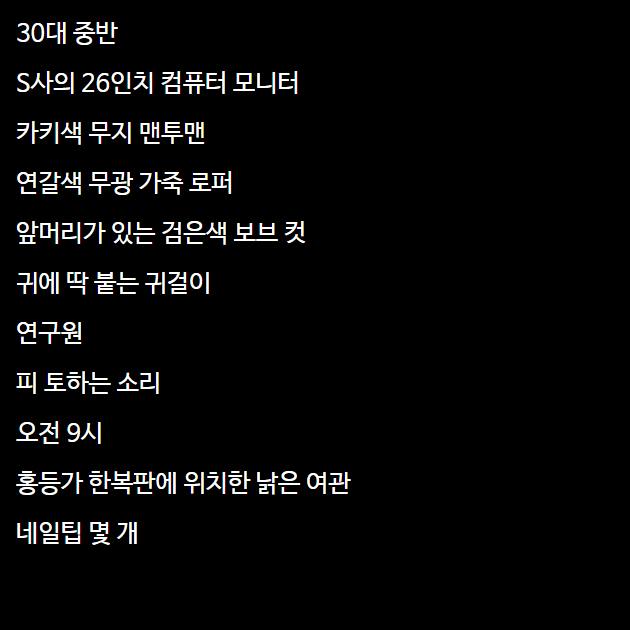 30대 중반
S사의 26인치 컴퓨터 모니터
카키색 무지 맨투맨
연갈색 무광 가죽 로퍼
앞머리가 있는 검은색 보브 컷
귀에 딱 붙는 귀걸이
연구원
피 토하는 소리
오전 9시
홍등가 한복판에 위치한 낡은 여관
네일팁 몇 개